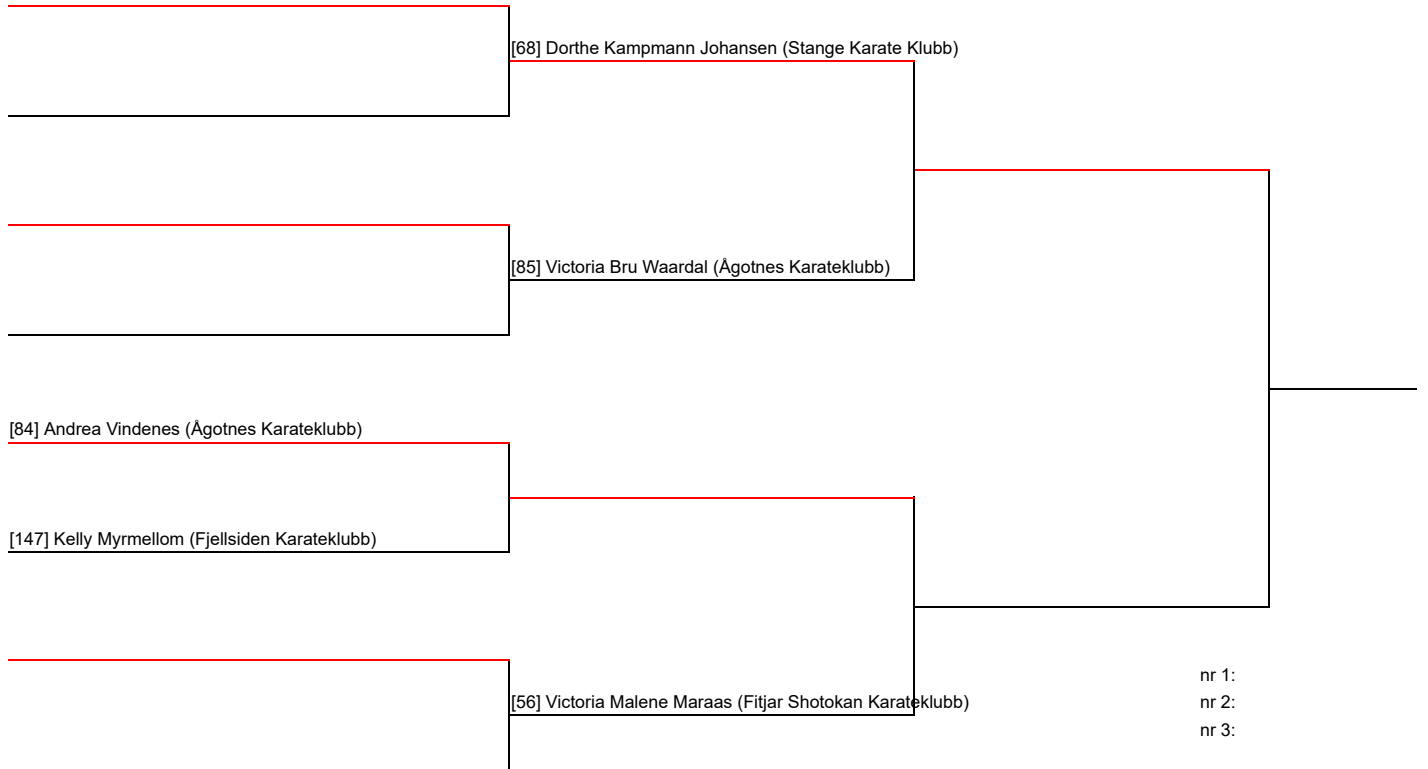 [68] Dorthe Kampmann Johansen (Stange Karate Klubb)
[85] Victoria Bru Waardal (Ågotnes Karateklubb)
[84] Andrea Vindenes (Ågotnes Karateklubb)
[147] Kelly Myrmellom (Fjellsiden Karateklubb)
[56] Victoria Malene Maraas (Fitjar Shotokan Karateklubb)
nr 1:
nr 2:
nr 3: